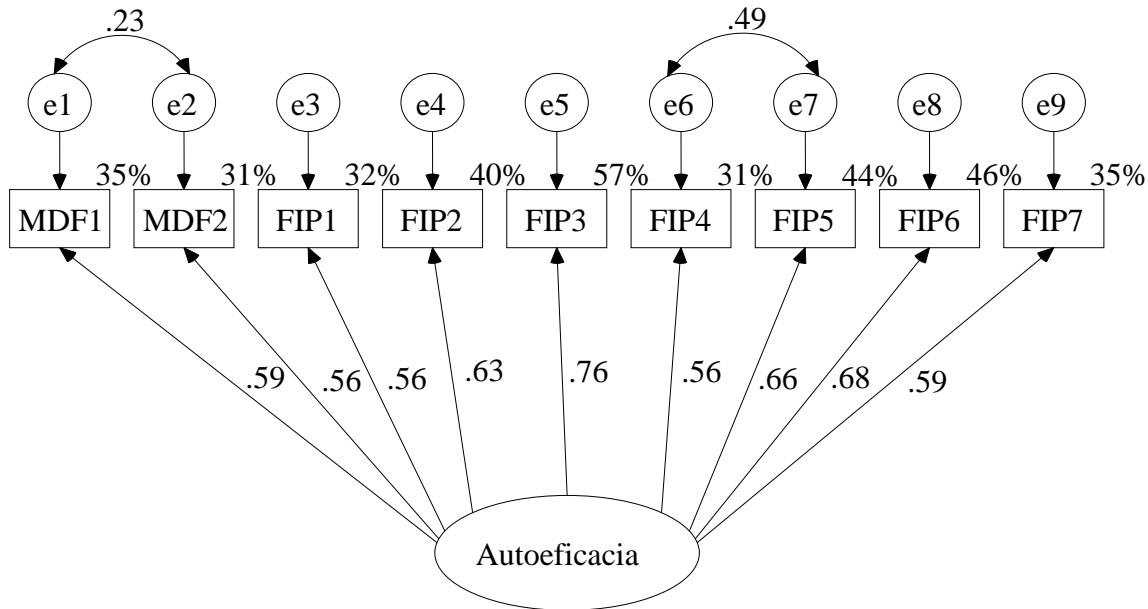 .23 .49
e1 e2 e3 e4 e5 e6 e7 e8 e9
35% 31% 32% 40% 57% 31% 44% 46% 35%
MDF1 MDF2 FIP1 FIP2 FIP3 FIP4 FIP5 FIP6 FIP7
.59 .56 .56 .63 .76 .56 .66 .68 .59
Autoeficacia